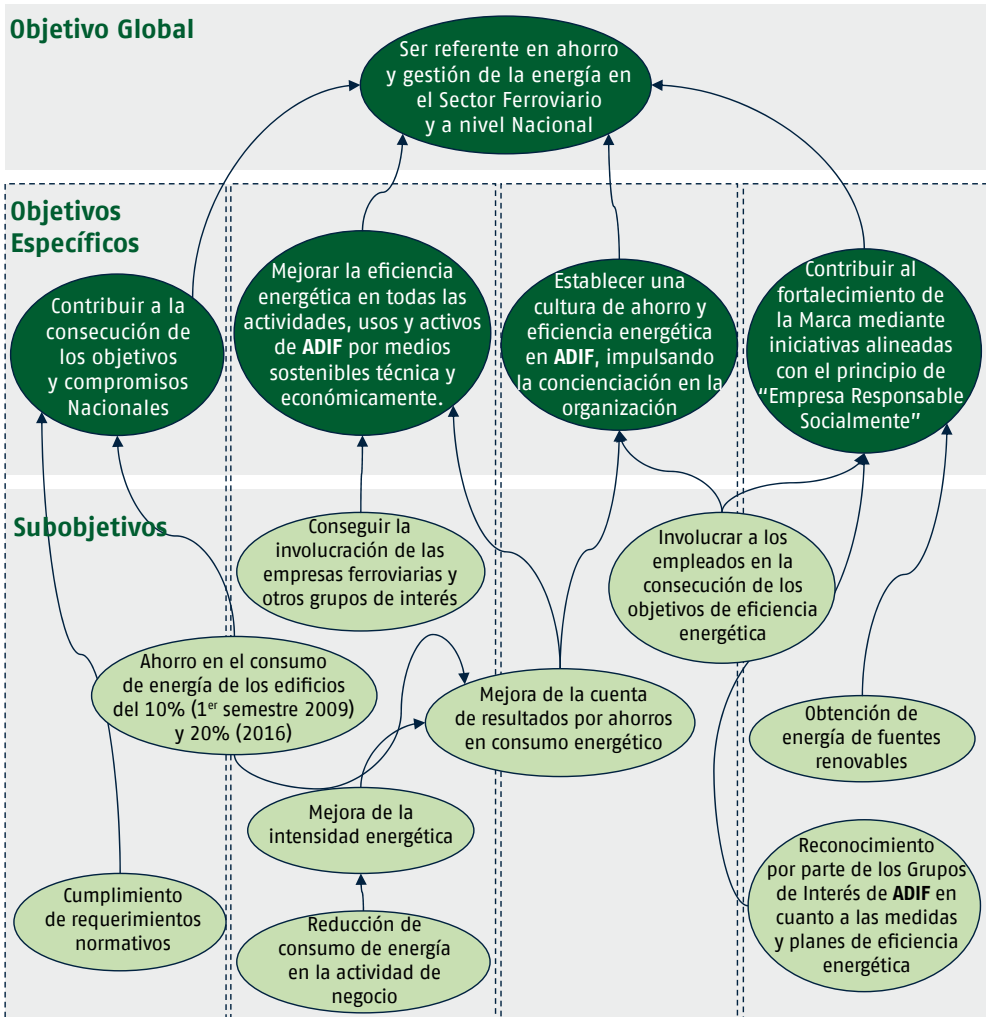 Objetivo Global
Ser referente en ahorro
y gestión de la energía en
el Sector Ferroviario
y a nivel Nacional
Objetivos
Específicos
Contribuir a la
consecución de
los objetivos
y compromisos
Nacionales
Mejorar la eficiencia
energética en todas las
actividades, usos y activos
de ADIF por medios
sostenibles técnica y
económicamente.
Establecer una
cultura de ahorro y
eficiencia energética
en ADIF, impulsando
la concienciación en la
organización
Contribuir al
fortalecimiento de
la Marca mediante
iniciativas alineadas
con el principio de
“Empresa Responsable
Socialmente”
Subobjetivos
Conseguir la
involucración de las
empresas ferroviarias y
otros grupos de interés
Involucrar a los
empleados en la
consecución de los
objetivos de eficiencia
energética
Ahorro en el consumo
de energía de los edificios
del 10% (1er semestre 2009)
y 20% (2016)
Mejora de la cuenta
de resultados por ahorros
en consumo energético
Obtención de
energía de fuentes
renovables
Mejora de la
intensidad energética
Cumplimiento
de requerimientos
normativos
Reducción de
consumo de energía
en la actividad de
negocio
Reconocimiento
por parte de los Grupos
de Interés de ADIF en
cuanto a las medidas
y planes de eficiencia
energética